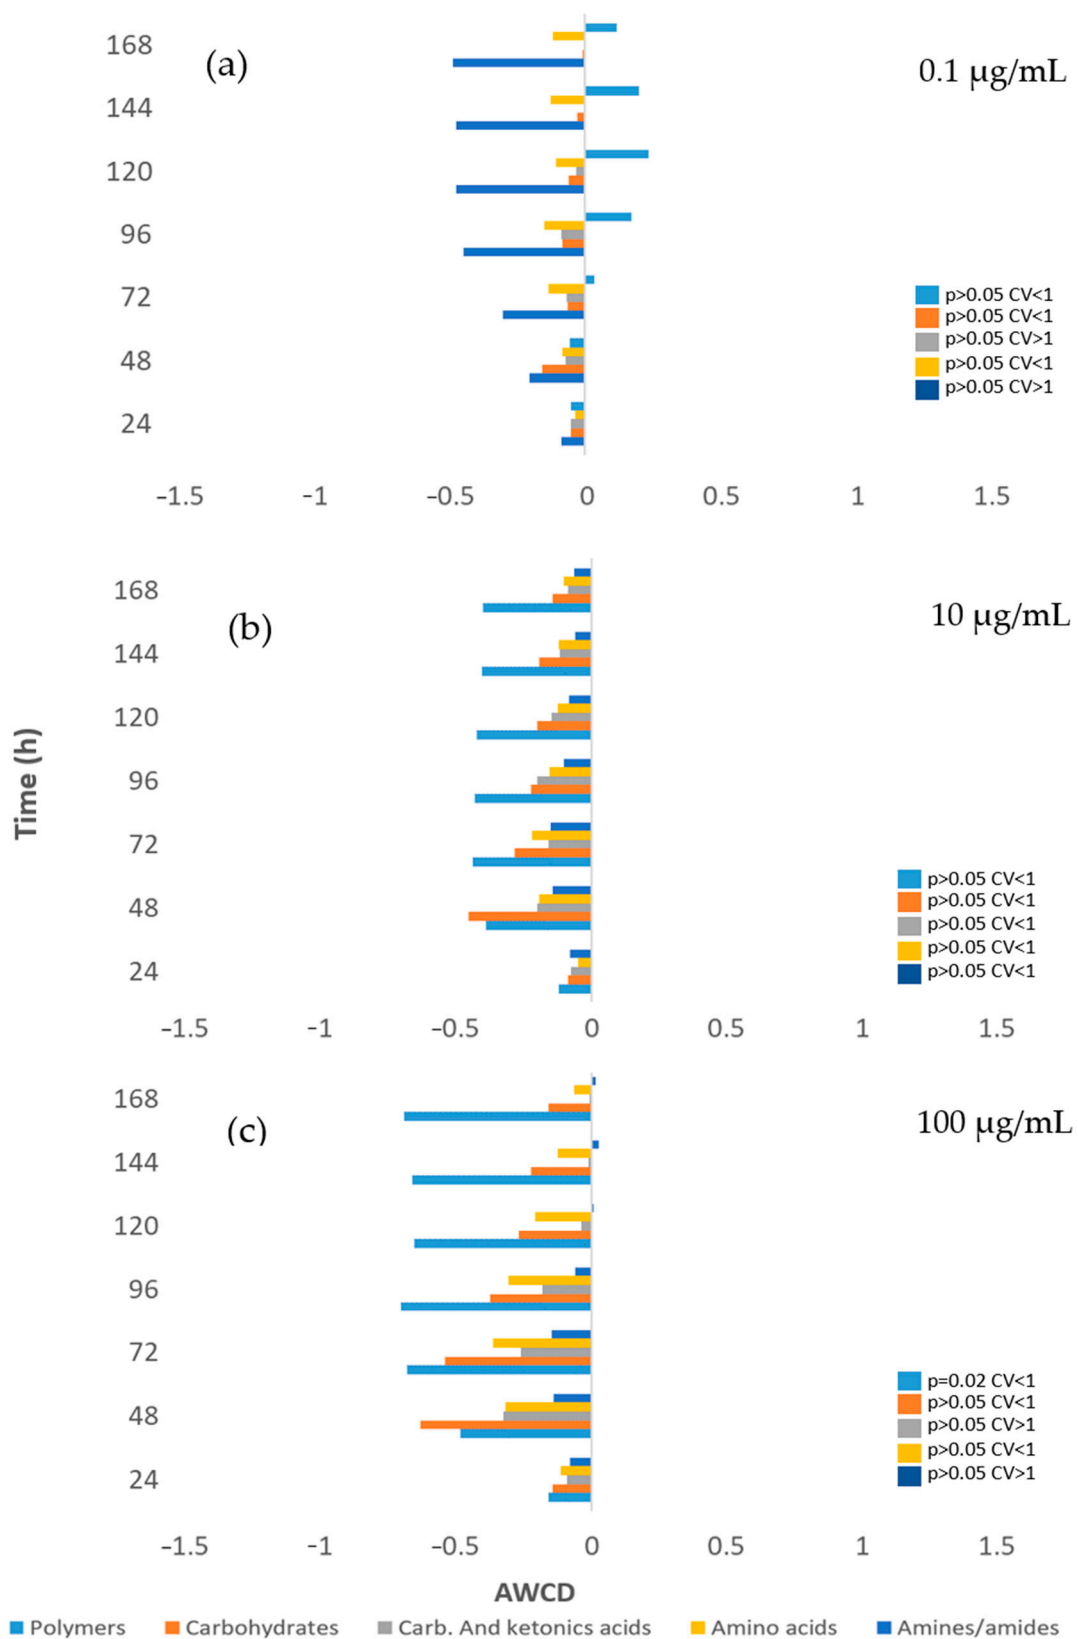 168
(a)
0.1 µg/mL
144
120
96
72
48
24
p>0.05 CV<1
p>0.05 CV<1
p>0.05 CV>1
p>0.05 CV<1
p>0.05 CV>1
−1.5 −1 −0.5 0 0.5 1 1.5
168
(b)
10 µg/mL
144
120
96
72
48
24
p>0.05 CV<1
p>0.05 CV<1
p>0.05 CV<1
p>0.05 CV<1
p>0.05 CV<1
−1.5 −1 −0.5 0 0.5 1 1.5
Time (h)
168
(c)
100 µg/mL
144
120
96
72
48
24
p=0.02 CV<1
p>0.05 CV<1
p>0.05 CV>1
p>0.05 CV<1
p>0.05 CV>1
−1.5 −1 −0.5 0 0.5 1 1.5
AWCD
Polymers Carbohydrates Carb. And ketonics acids Amino acids Amines/amides